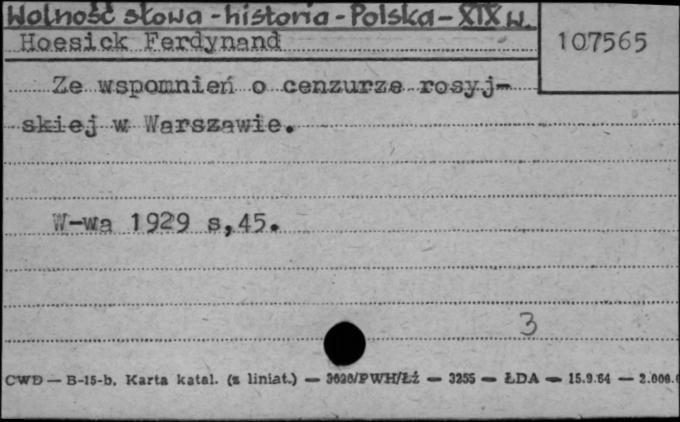 Wolność słowa - historia - Polska - XIX w.
Hoesick Ferdynand
107565
Ze wspomnień o cenzurze rosyj-
skiej w Warszawie.
W-wa 1929 s,45.
3
CWD — B-15-b. Karta katal. (z liniat.) — 3020/PWH/Łź — 3255 — ŁDA — 15.9.64 — 2.000.